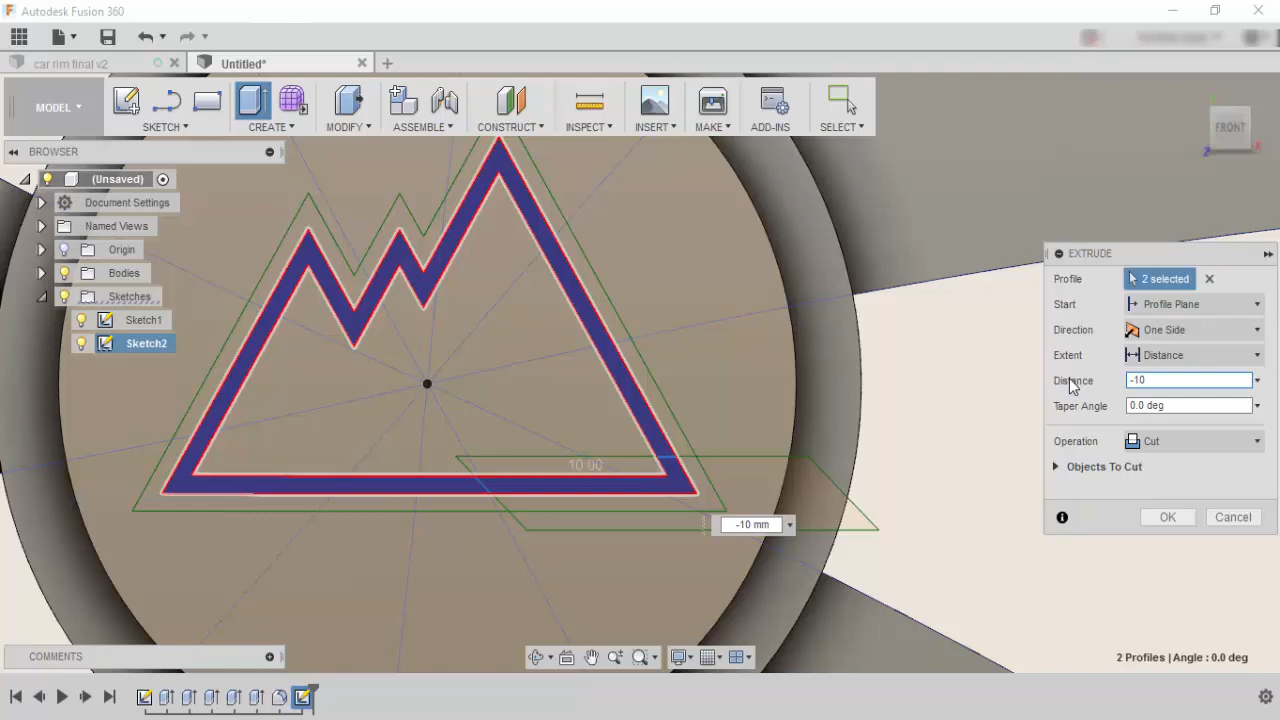 Autodesk Fusion 360
car rim final v2
Untitled*
MODEL
SKETCH
CREATE
MODIFY
ASSEMBLE
CONSTRUCT
INSPECT
INSERT
MAKE
ADD-INS
SELECT
FRONT
BROWSER
(Unsaved)
Document Settings
Named Views
Origin
Bodies
Sketches
Sketch1
Sketch2
10.00
-10 mm
EXTRUDE
Profile 2 selected
Start Profile Plane
Direction One Side
Extent Distance
Distance -10
Taper Angle 0.0 deg
Operation Cut
Objects To Cut
OK Cancel
COMMENTS
2 Profiles | Angle : 0.0 deg